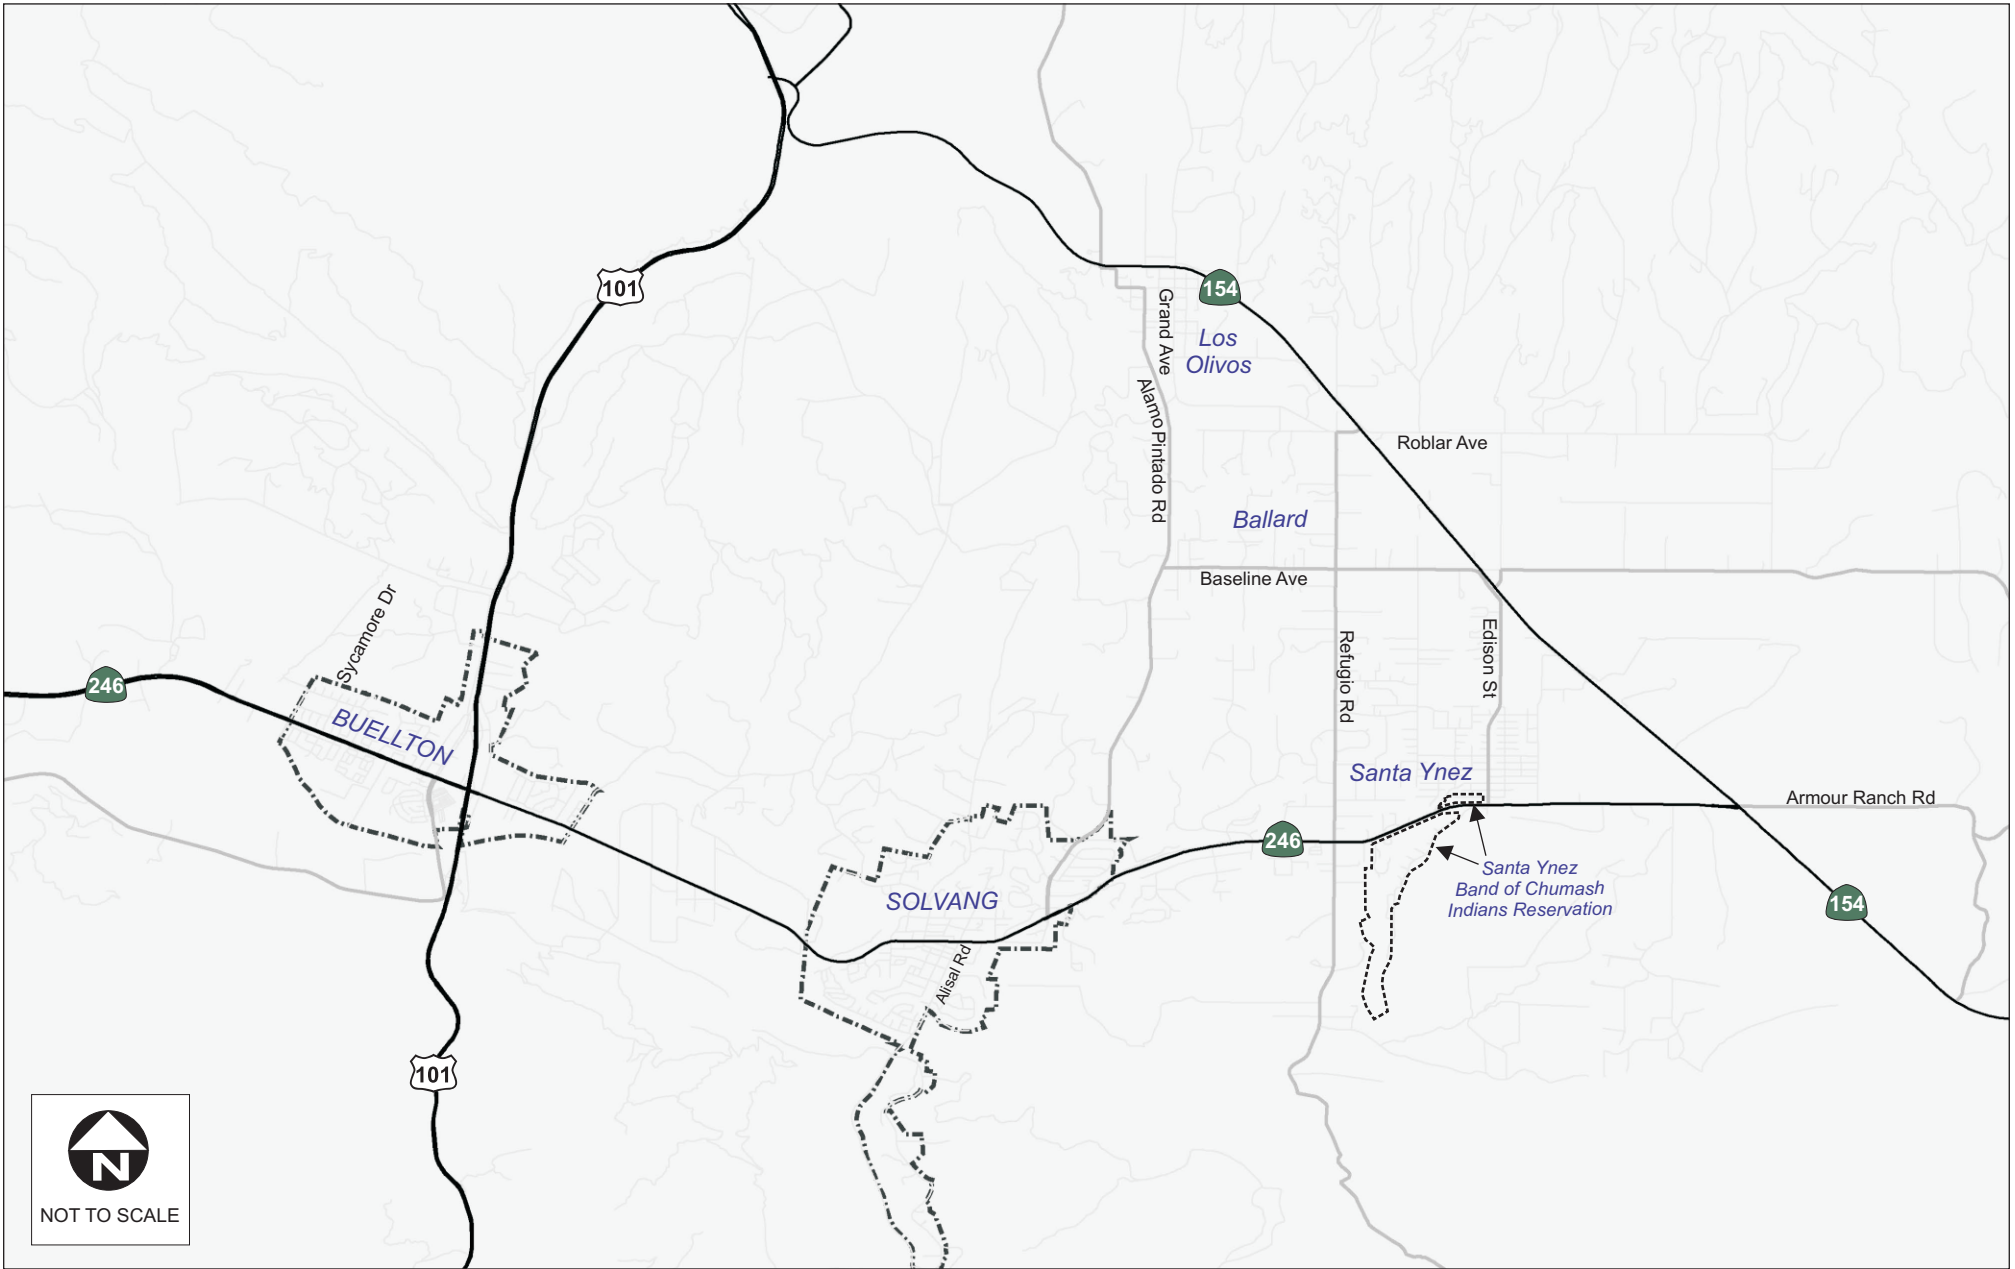 101
154
Grand Ave
Los
Olivos
Alamo Pintado Rd
Roblar Ave
Ballard
Baseline Ave
Sycamore Dr
Refugio Rd
Edison St
246
BUELLTON
Santa Ynez
Armour Ranch Rd
246
Santa Ynez
Band of Chumash
Indians Reservation
SOLVANG
154
Alisal Rd
101
N
NOT TO SCALE